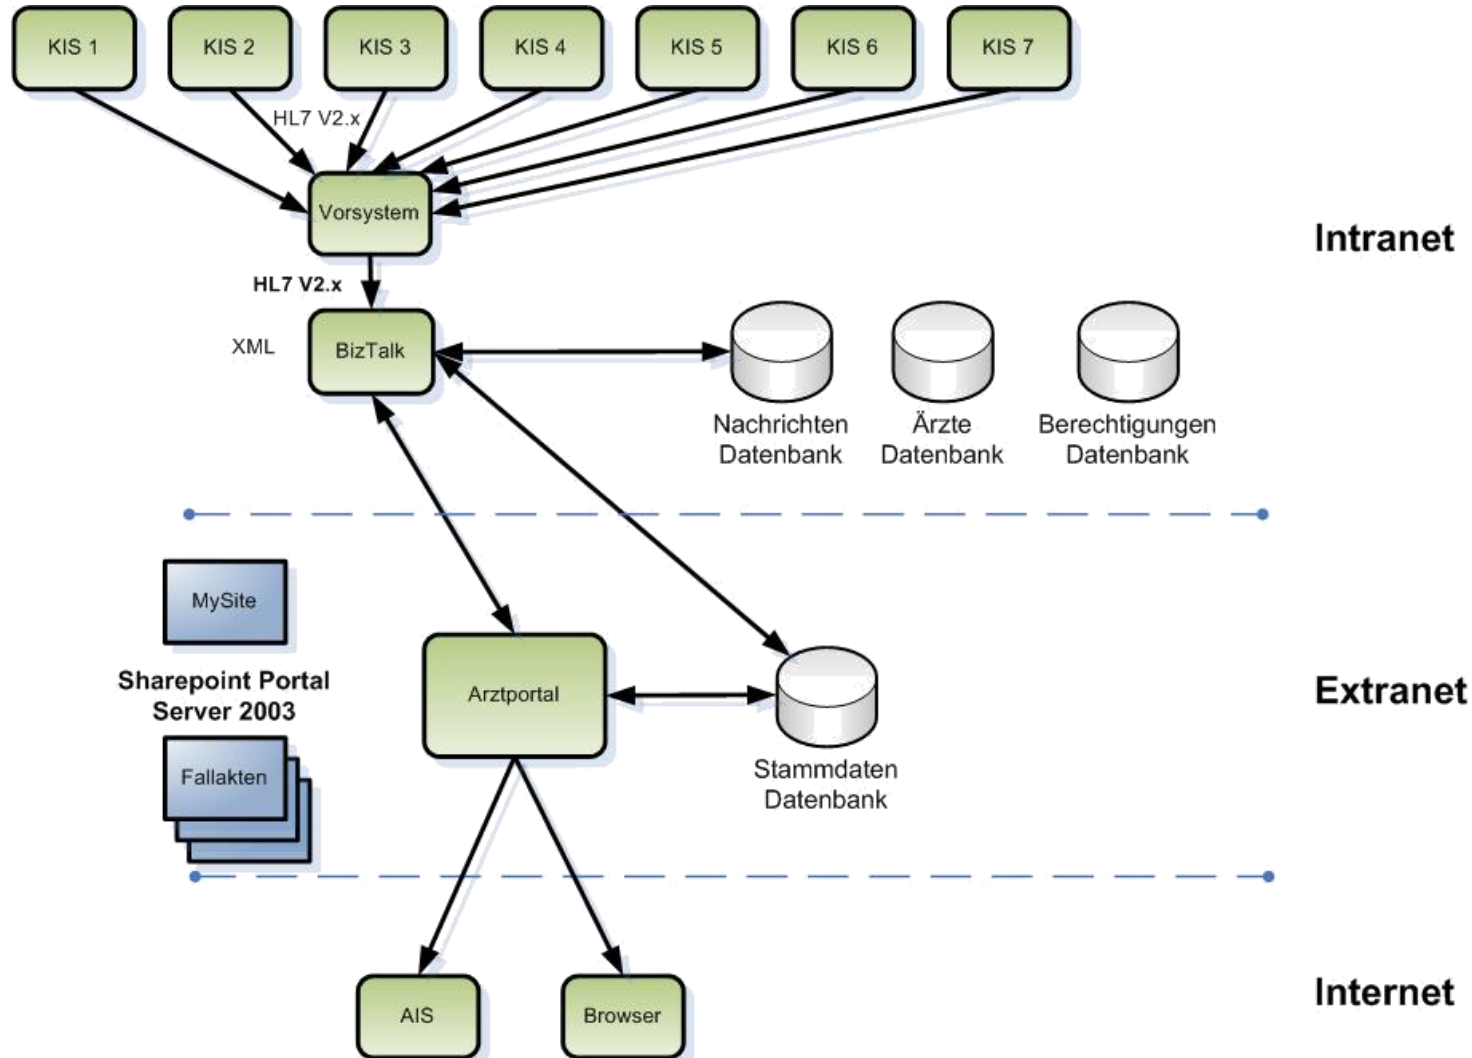 KIS 1
KIS 2
KIS 3
KIS 4
KIS 5
KIS 6
KIS 7
HL7 V2.x
Vorsystem
Intranet
HL7 V2.x
XML
BizTalk
Nachrichten
Datenbank
Ärzte
Datenbank
Berechtigungen
Datenbank
MySite
Sharepoint Portal
Server 2003
Fallakten
Arztportal
Stammdaten
Datenbank
Extranet
AIS
Browser
Internet